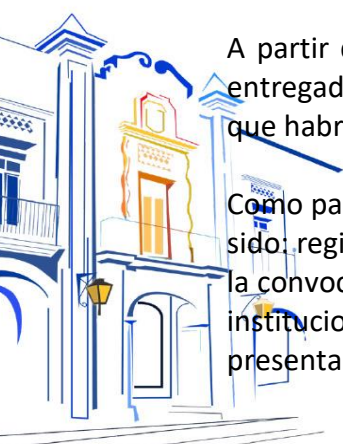 A partir
entregad
que habr
Como pa
sido: regi
la convoc
institucio
presenta